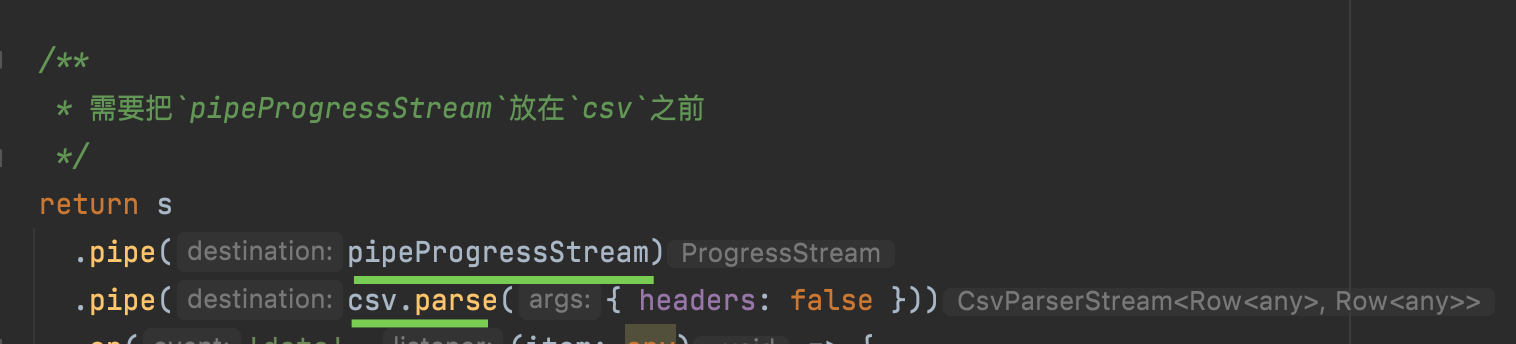 /**
* 需要把`pipeProgressStream`放在`csv`之前
*/
return s
.pipe( destination: pipeProgressStream) ProgressStream
.pipe( destination: csv.parse( args: { headers: false })) CsvParserStream<Row<any>, Row<any>>